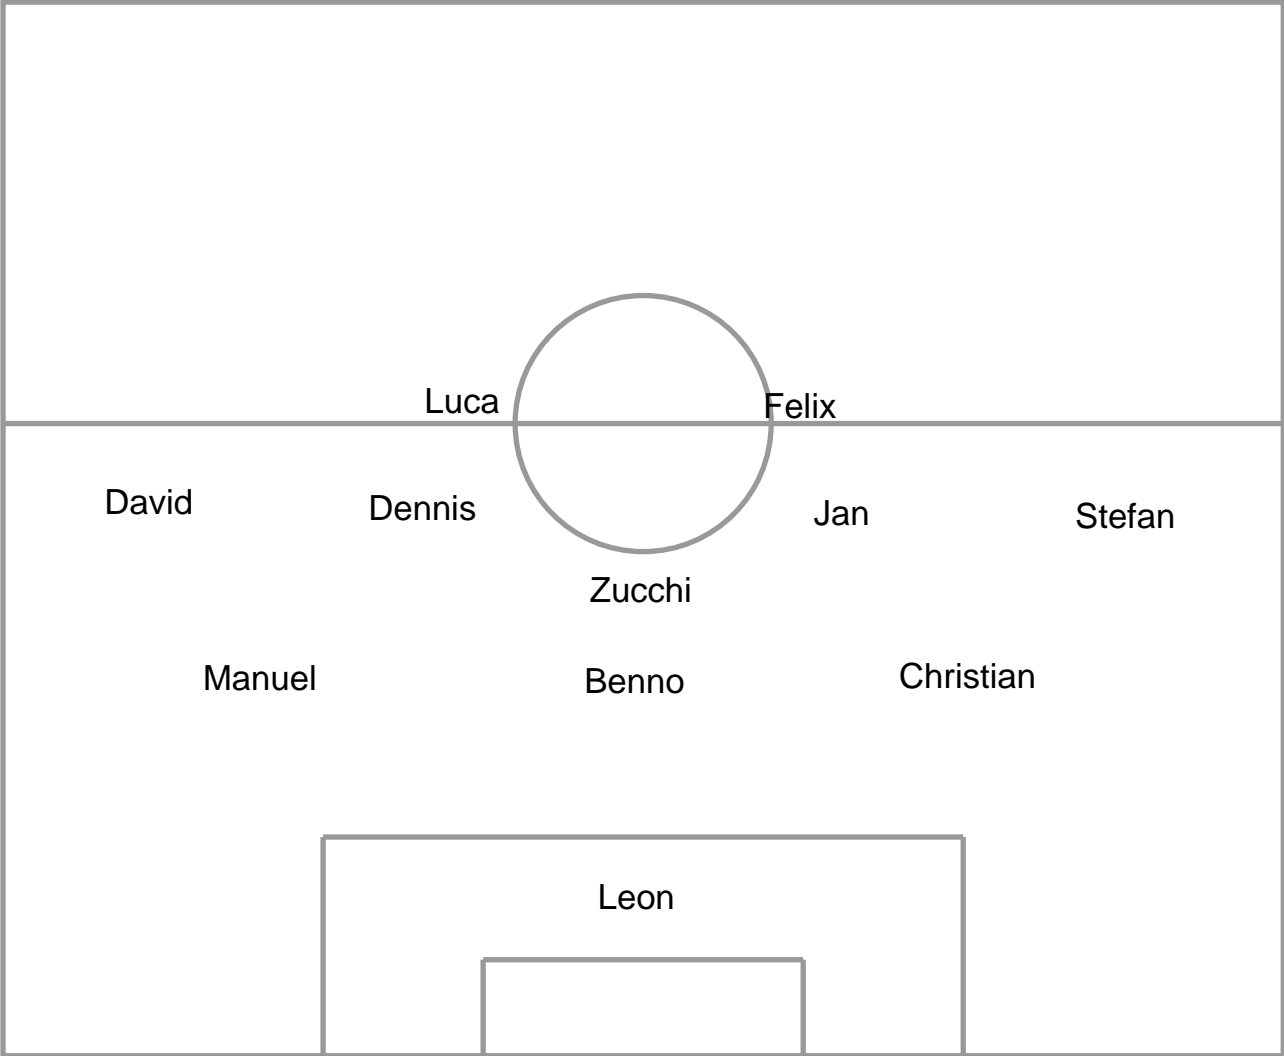 Luca Felix
David Dennis Jan Stefan
Zucchi
Manuel Benno Christian
Leon